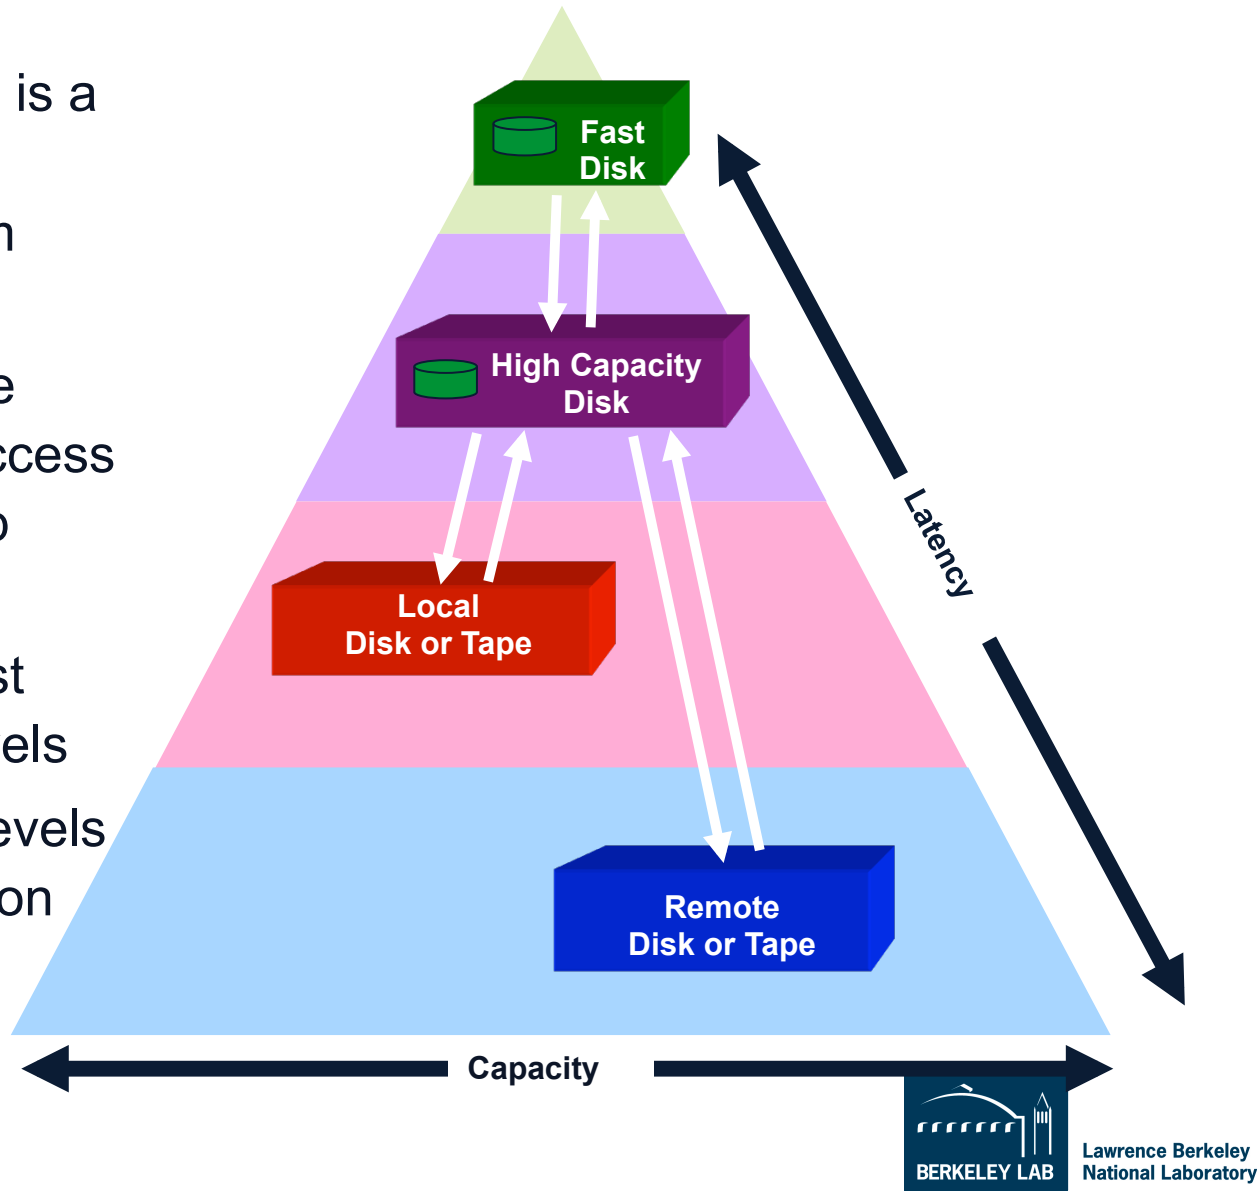 is a
n
e
ccess
o
st
els
evels
on
Fast
Disk
High Capacity
Disk
Local
Disk or Tape
Remote
Disk or Tape
Latency
Capacity
BERKELEY LAB
Lawrence Berkeley
National Laboratory